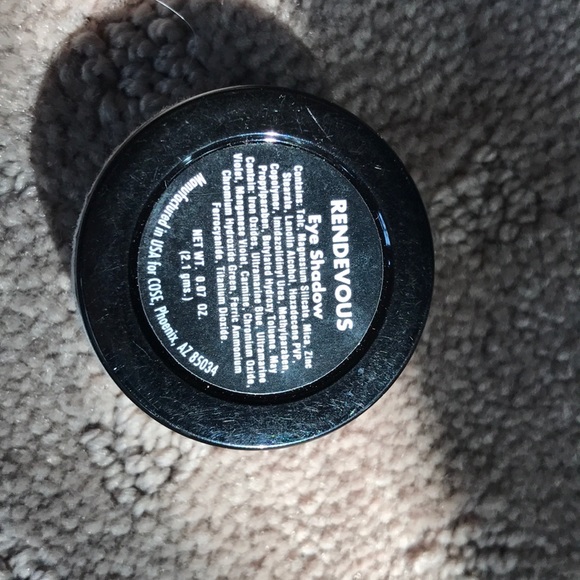 RENDEVOUS
Eye Shadow
Contains: Talc, Magnesium Silicate, Mica, Zinc
Stearate, Lanolin Alcohol, Hexadecene PVP,
Copolymer, Imidazolidinyl Urea, Methylparaben,
Propylparaben, Butylated Hydroxy Toluene. May
Contain: Iron Oxides, Ultramarine Blue, Ultramarine
Violet, Manganese Violet, Carmine, Chromium Oxide,
Chromium Hydroxide Green, Ferric Ammonium
Ferrocyanide, Titanium Dioxide.
NET WT. 0.07 OZ.
(2.1 gms.)
Manufactured in USA for COSE, Phoenix, AZ 85034